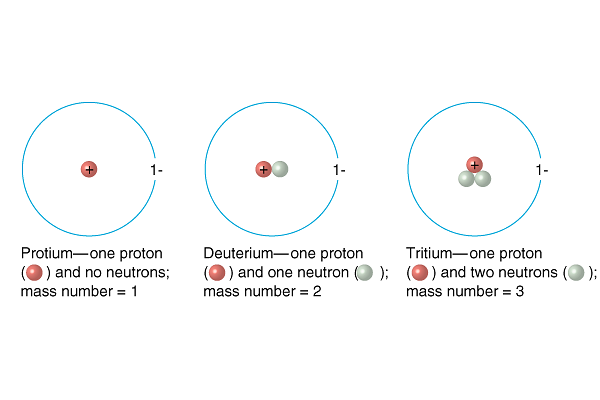 +
1-
+
1-
+
1-
Protium—one proton
( ) and no neutrons;
mass number = 1
Deuterium—one proton
( ) and one neutron ( );
mass number = 2
Tritium—one proton
( ) and two neutrons ( );
mass number = 3